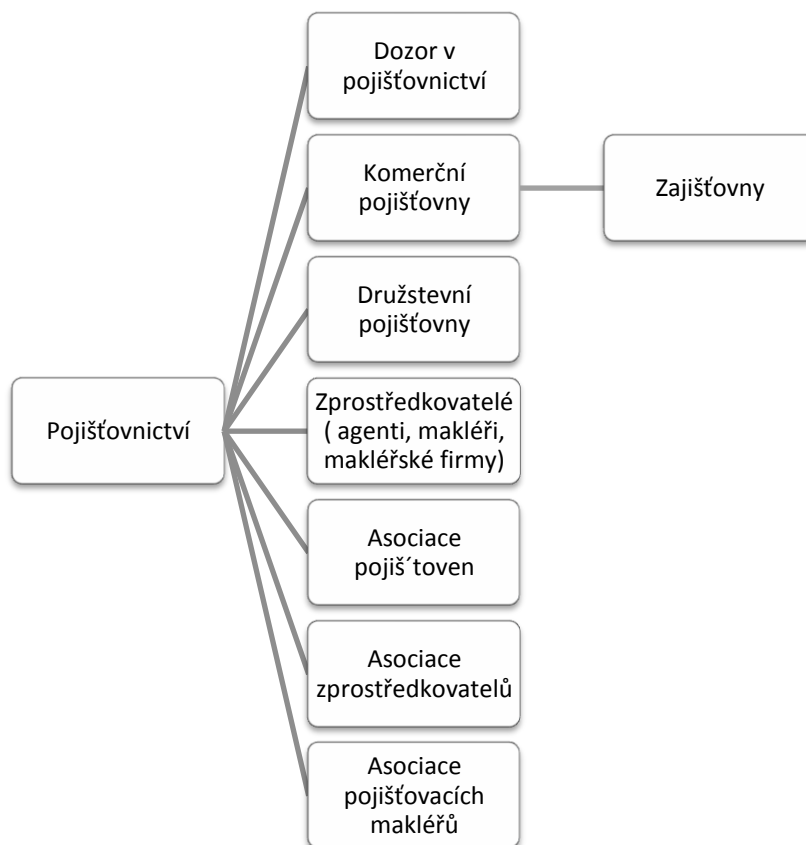 Dozor v
pojišťovnictví
Komerční
pojišťovny
Zajišťovny
Družstevní
pojišťovny
Pojišťovnictví
Zprostředkovatelé
( agenti, makléři,
makléřské firmy)
Asociace
pojiš´toven
Asociace
zprostředkovatelů
Asociace
pojišťovacích
makléřů